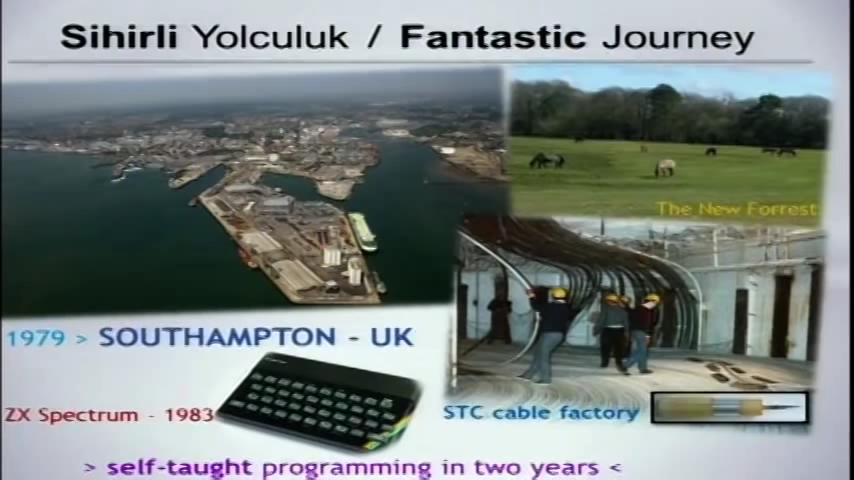 Sihirli Yolculuk / Fantastic Journey
The New Forrest
1979 > SOUTHAMPTON - UK
ZX Spectrum - 1983
STC cable factory
> self-taught programming in two years <